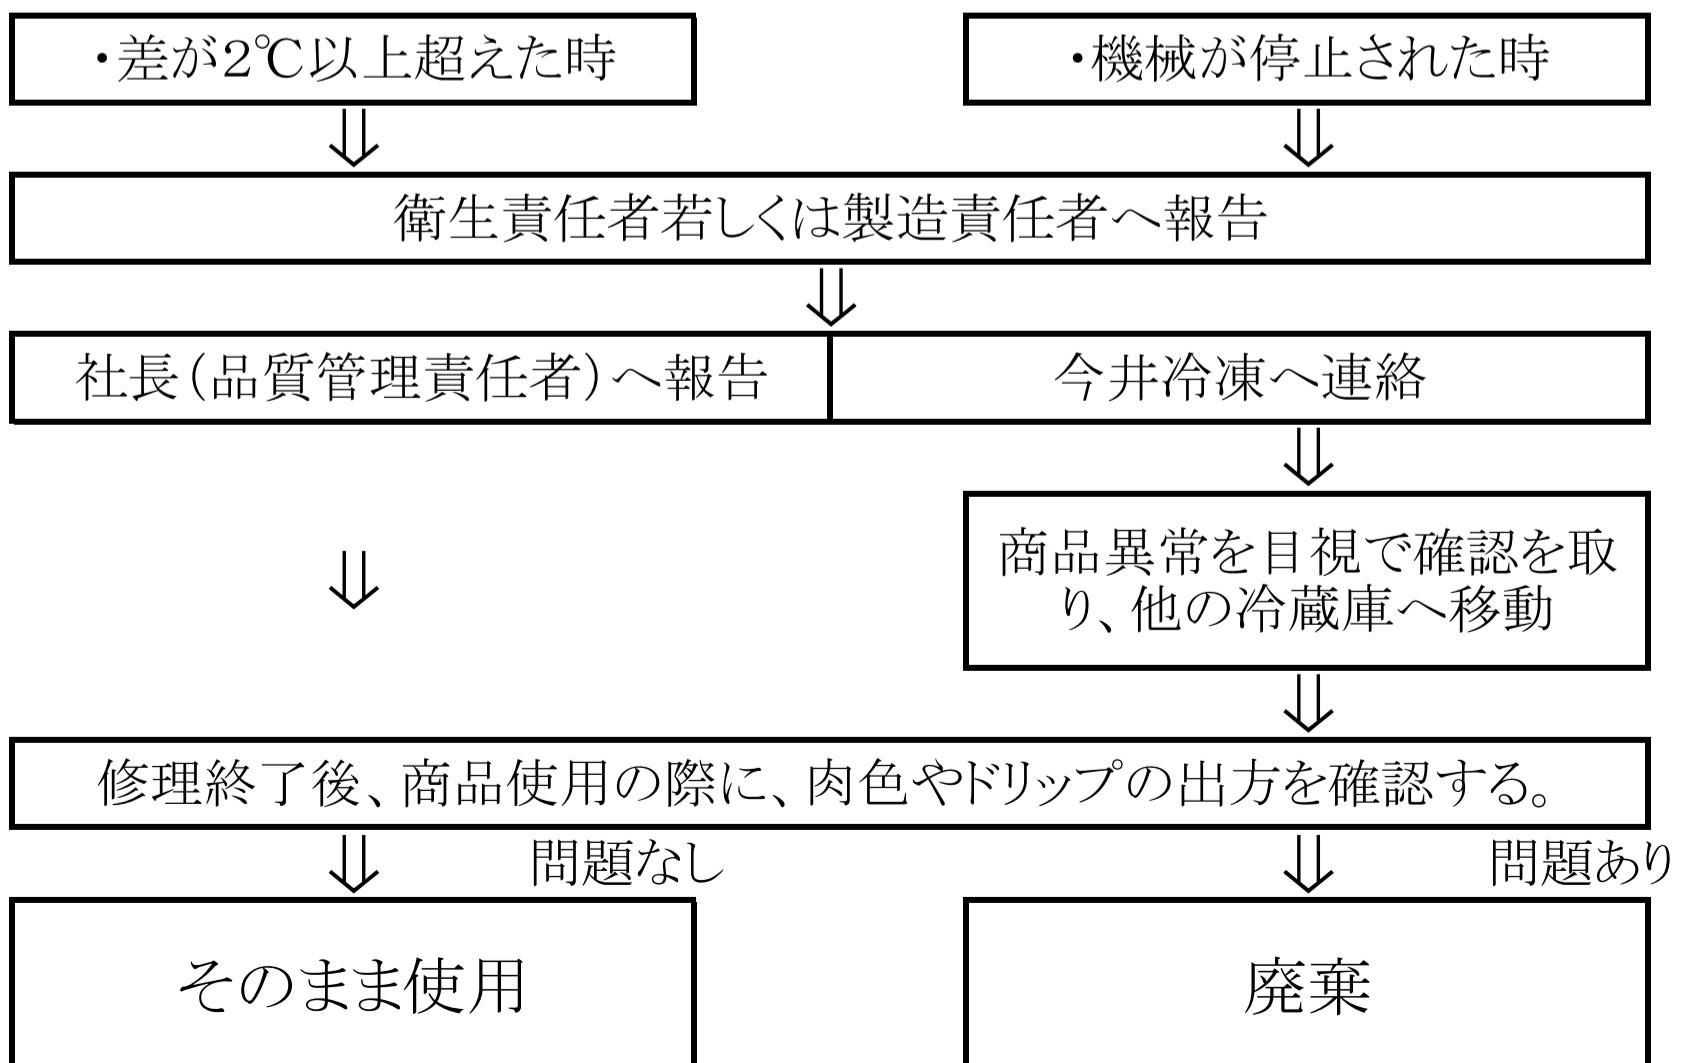 ・差が2℃以上超えた時
・機械が停止された時
⇓
⇓
衛生責任者若しくは製造責任者へ報告
⇓
社長(品質管理責任者)へ報告
今井冷凍へ連絡
⇓
商品異常を目視で確認を取
り、他の冷蔵庫へ移動
⇓
⇓
修理終了後、商品使用の際に、肉色やドリップの出方を確認する。
⇓
問題なし
⇓
問題あり
そのまま使用
廃棄